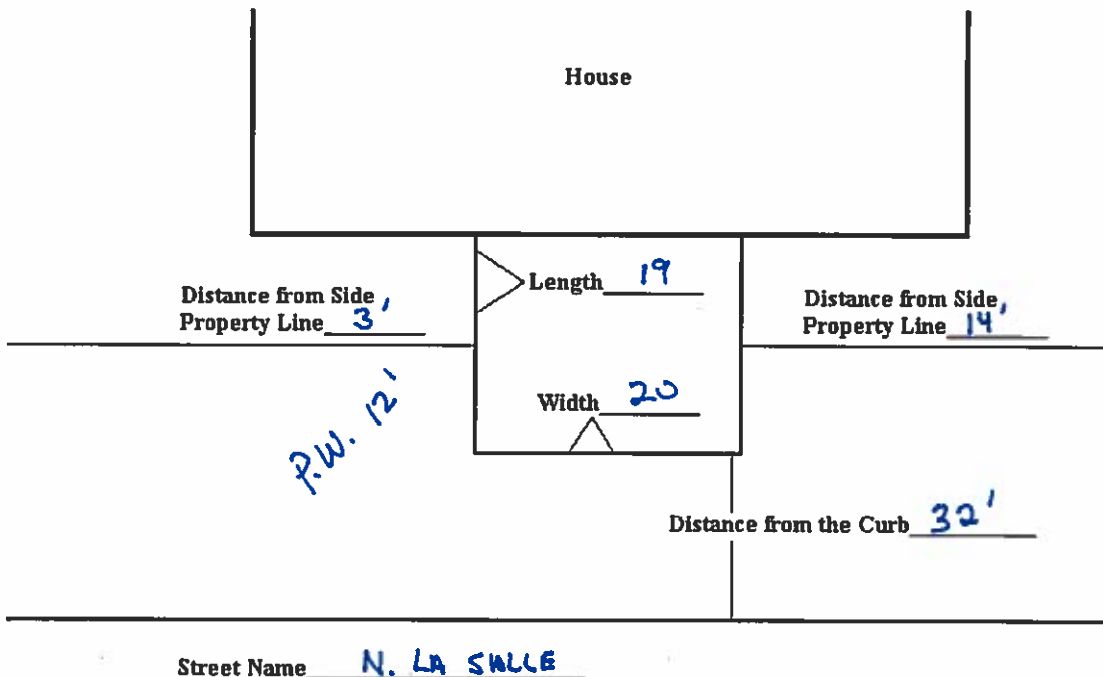 House
Length 19
Distance from Side
Property Line 3'
Distance from Side
Property Line 14'
P.W. 12'
Width 20
Distance from the Curb 32'
Street Name N. LA SALLE